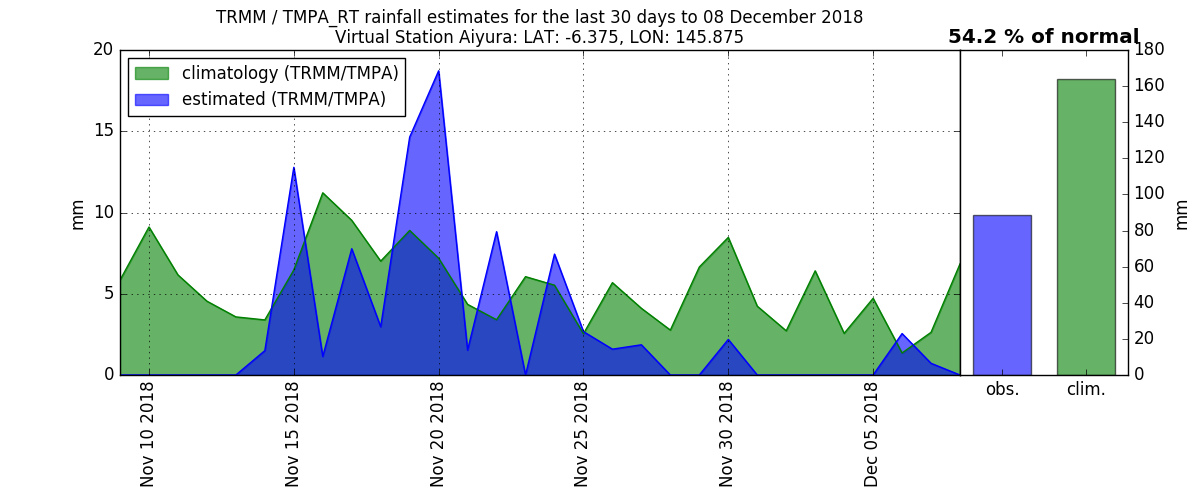 TRMM / TMPA_RT rainfall estimates for the last 30 days to 08 December 2018
Virtual Station Aiyura: LAT: -6.375, LON: 145.875
54.2 % of normal
climatology (TRMM/TMPA)
estimated (TRMM/TMPA)
mm
20
15
10
5
0
Nov 10 2018
Nov 15 2018
Nov 20 2018
Nov 25 2018
Nov 30 2018
Dec 05 2018
obs.
clim.
180
160
140
120
100
80
60
40
20
0
mm